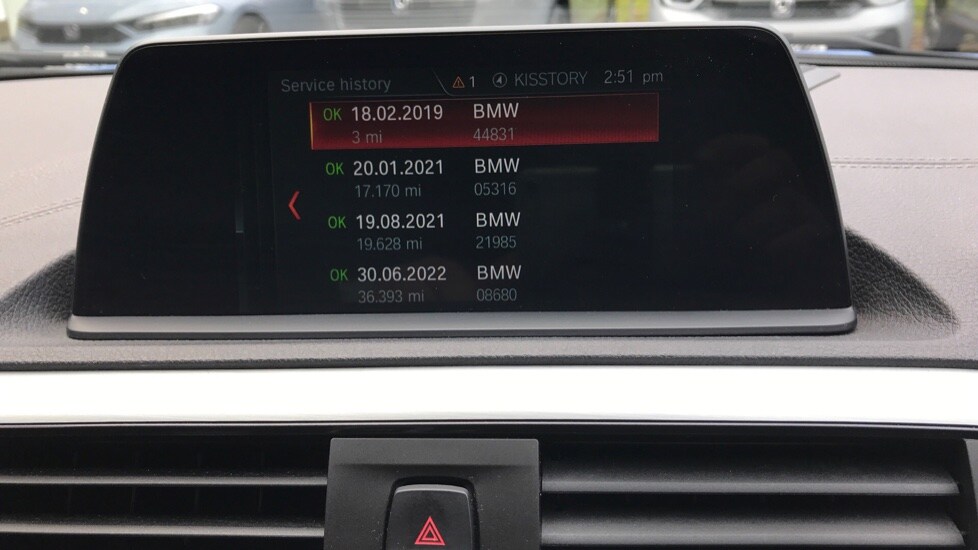 Service history 1 KISSTORY 2:51 pm
OK 18.02.2019 BMW
3 mi 44831
OK 20.01.2021 BMW
17.170 mi 05316
OK 19.08.2021 BMW
19.628 mi 21985
OK 30.06.2022 BMW
36.393 mi 08680